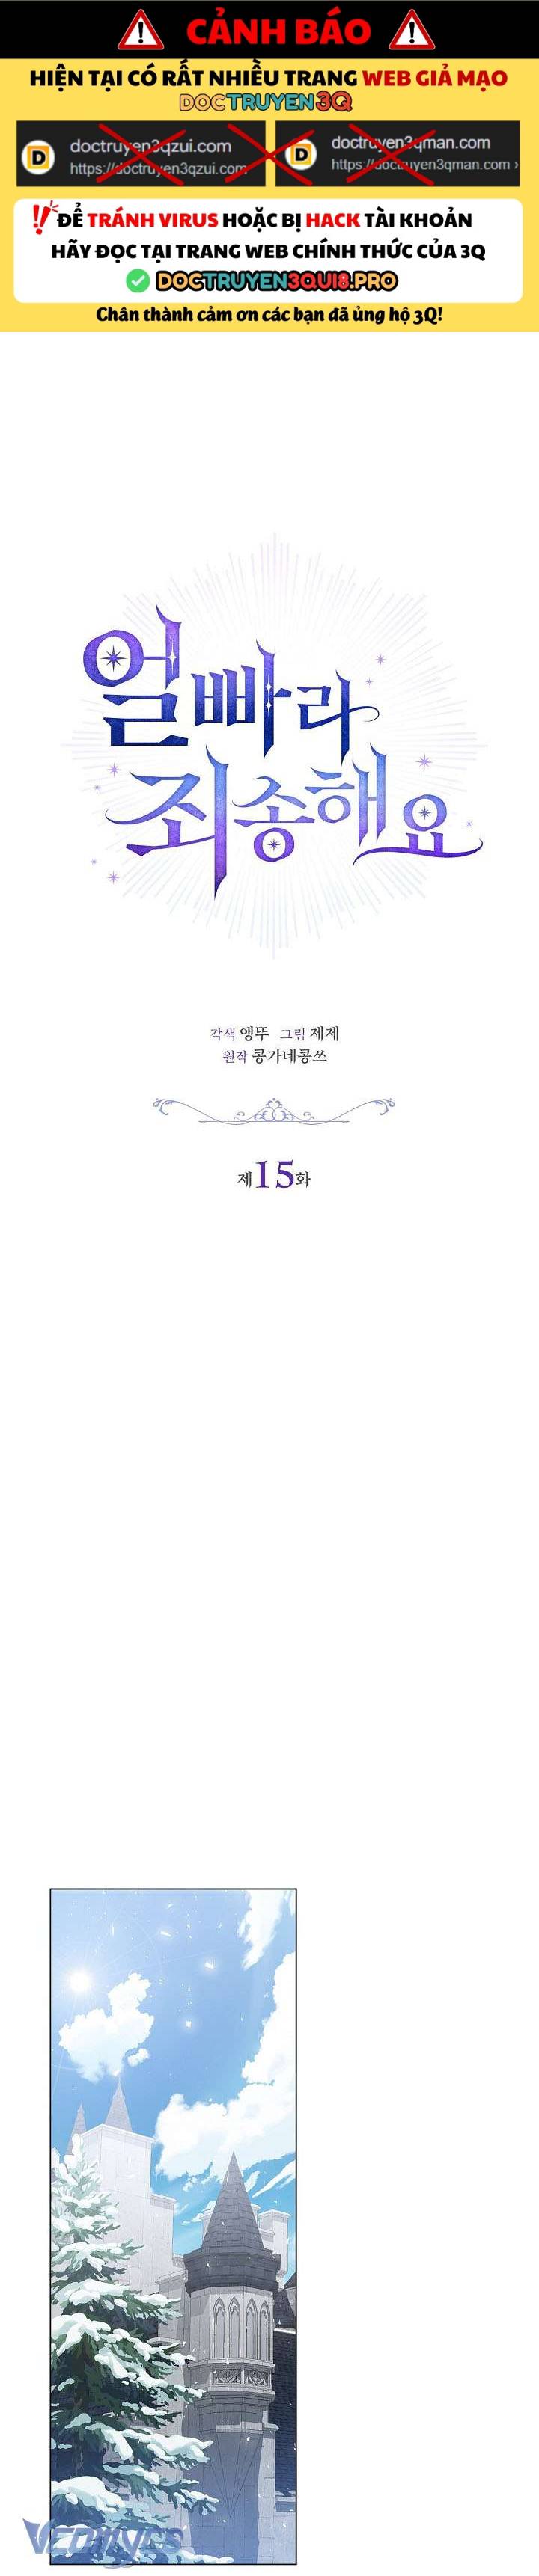 CẢNH BÁO
HIỆN TẠI CÓ RẤT NHIỀU TRANG WEB GIẢ MẠO
DOCTRUYEN3Q
doctruyen3qzui.com
https://doctruyen3qzui.com
doctruyen3qman.com
https://doctruyen3qman.com ›
ĐỂ TRÁNH VIRUS HOẶC BỊ HACK TÀI KHOẢN
HÃY ĐỌC TẠI TRANG WEB CHÍNH THỨC CỦA 3Q
DOCTRUYEN3QUI8.PRO
Chân thành cảm ơn các bạn đã ủng hộ 3Q!
얼빠라
죄송해요
각색 앵뚜 그림 제제
원작 콩가네콩쓰
제15화